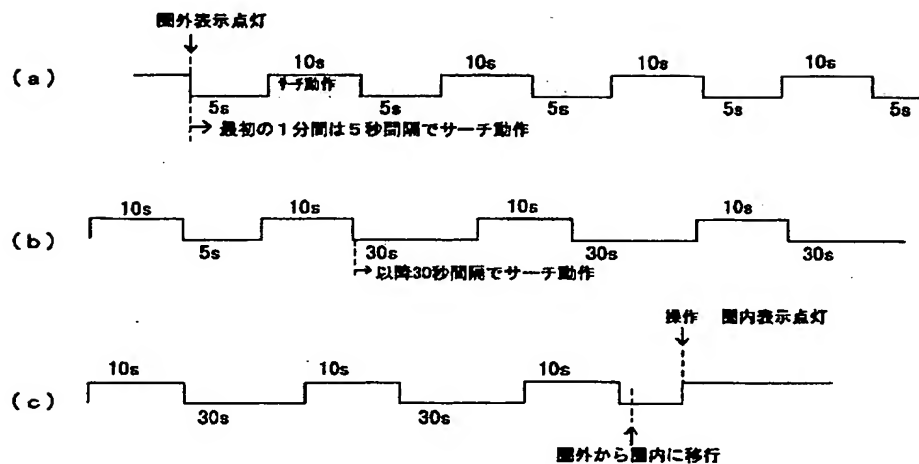 圏外表示点灯
(a)
10s 10s 10s 10s
サーチ動作
5s 5s 5s 5s 5s
最初の1分間は5秒間隔でサーチ動作
(b)
10s 10s 10s 10s
5s 30s 30s 30s
以降30秒間隔でサーチ動作
操作 圏内表示点灯
(c)
10s 10s 10s
30s 30s
圏外から圏内に移行